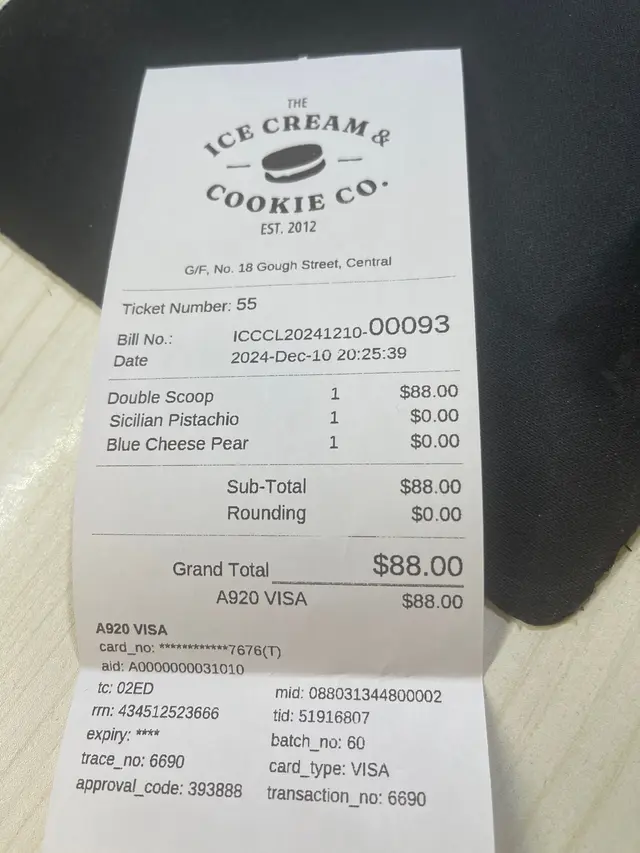 THE
ICE CREAM &
COOKIE CO.
EST. 2012
G/F, No. 18 Gough Street, Central
Ticket Number: 55
Bill No.: ICCCL20241210-00093
Date 2024-Dec-10 20:25:39
Double Scoop 1 $88.00
Sicilian Pistachio 1 $0.00
Blue Cheese Pear 1 $0.00
Sub-Total $88.00
Rounding $0.00
Grand Total $88.00
A920 VISA $88.00
A920 VISA
card_no: ************7676(T)
aid: A0000000031010
tc: 02ED mid: 088031344800002
rrn: 434512523666 tid: 51916807
expiry: **** batch_no: 60
trace_no: 6690 card_type: VISA
approval_code: 393888 transaction_no: 6690